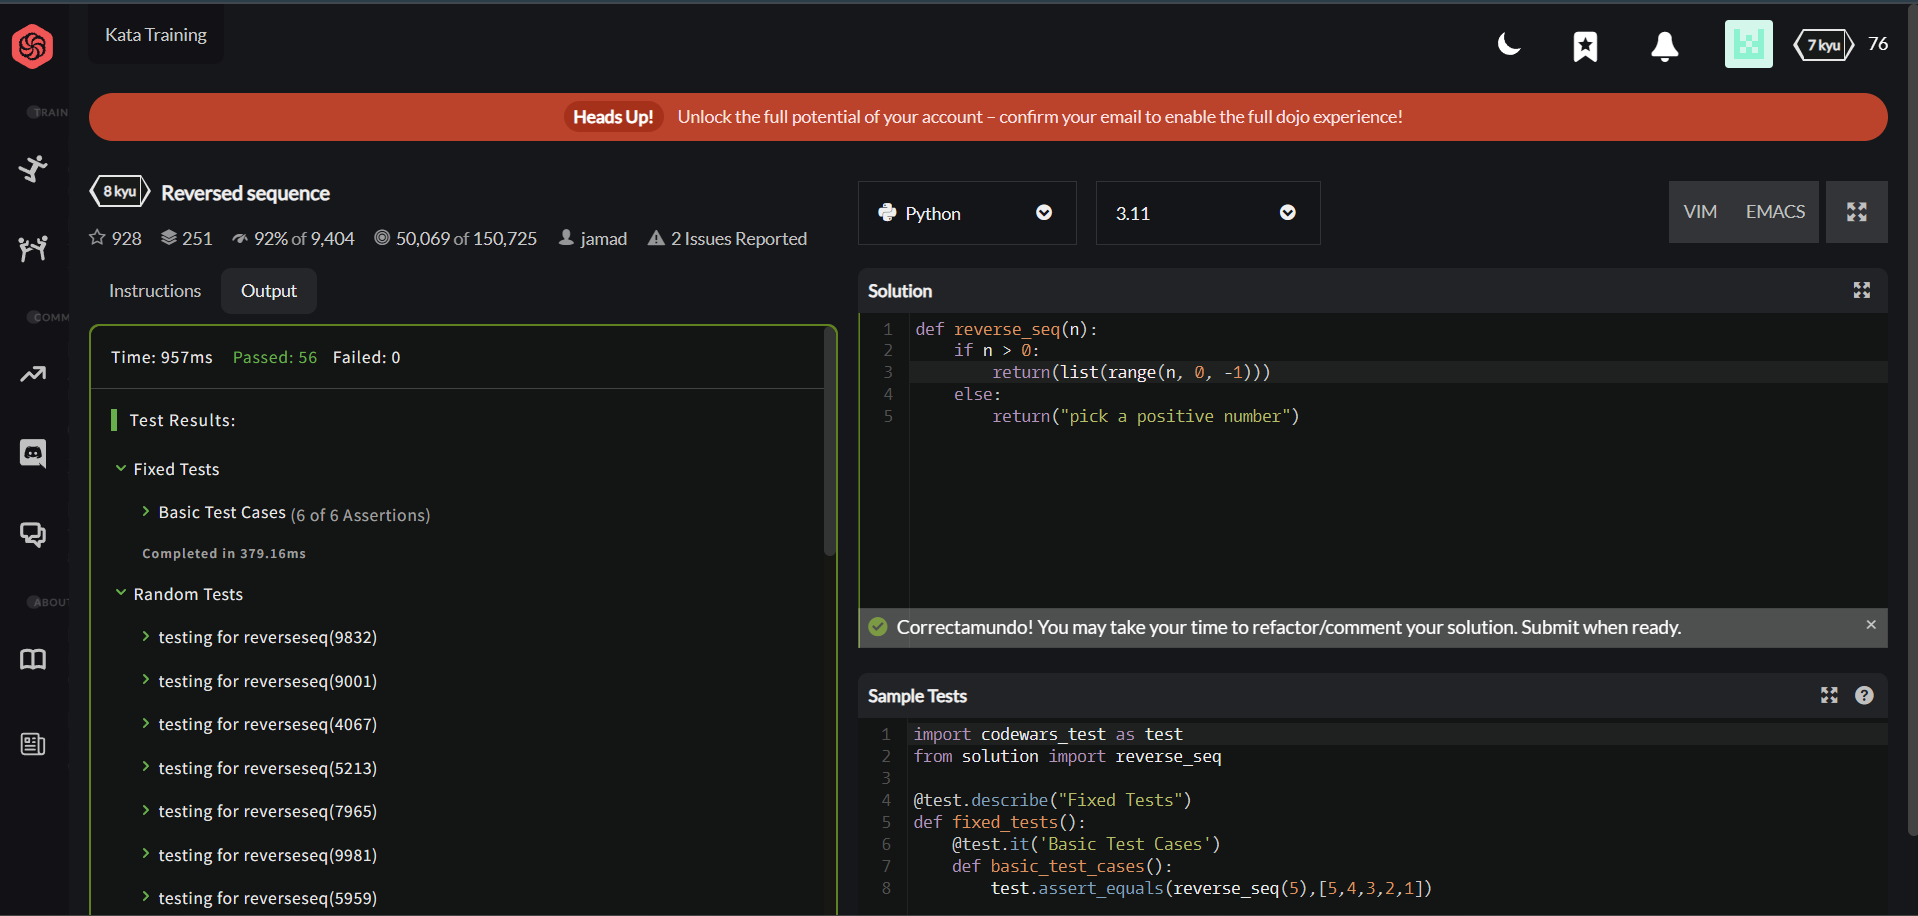 Kata Training
7 kyu 76
TRAIN
Heads Up! Unlock the full potential of your account – confirm your email to enable the full dojo experience!
8 kyu Reversed sequence
928 251 92% of 9,404 50,069 of 150,725 jamad 2 Issues Reported
Python
3.11
VIM EMACS
Instructions Output
COMM
Time: 957ms Passed: 56 Failed: 0
Test Results:
Fixed Tests
Basic Test Cases (6 of 6 Assertions)
Completed in 379.16ms
Random Tests
testing for reverseseq(9832)
testing for reverseseq(9001)
testing for reverseseq(4067)
testing for reverseseq(5213)
testing for reverseseq(7965)
testing for reverseseq(9981)
testing for reverseseq(5959)
ABOUT
Solution
1 def reverse_seq(n):
2     if n > 0:
3         return(list(range(n, 0, -1)))
4     else:
5         return("pick a positive number")
Correctamundo! You may take your time to refactor/comment your solution. Submit when ready.
Sample Tests
1 import codewars_test as test
2 from solution import reverse_seq
3
4 @test.describe("Fixed Tests")
5 def fixed_tests():
6     @test.it('Basic Test Cases')
7     def basic_test_cases():
8         test.assert_equals(reverse_seq(5),[5,4,3,2,1])